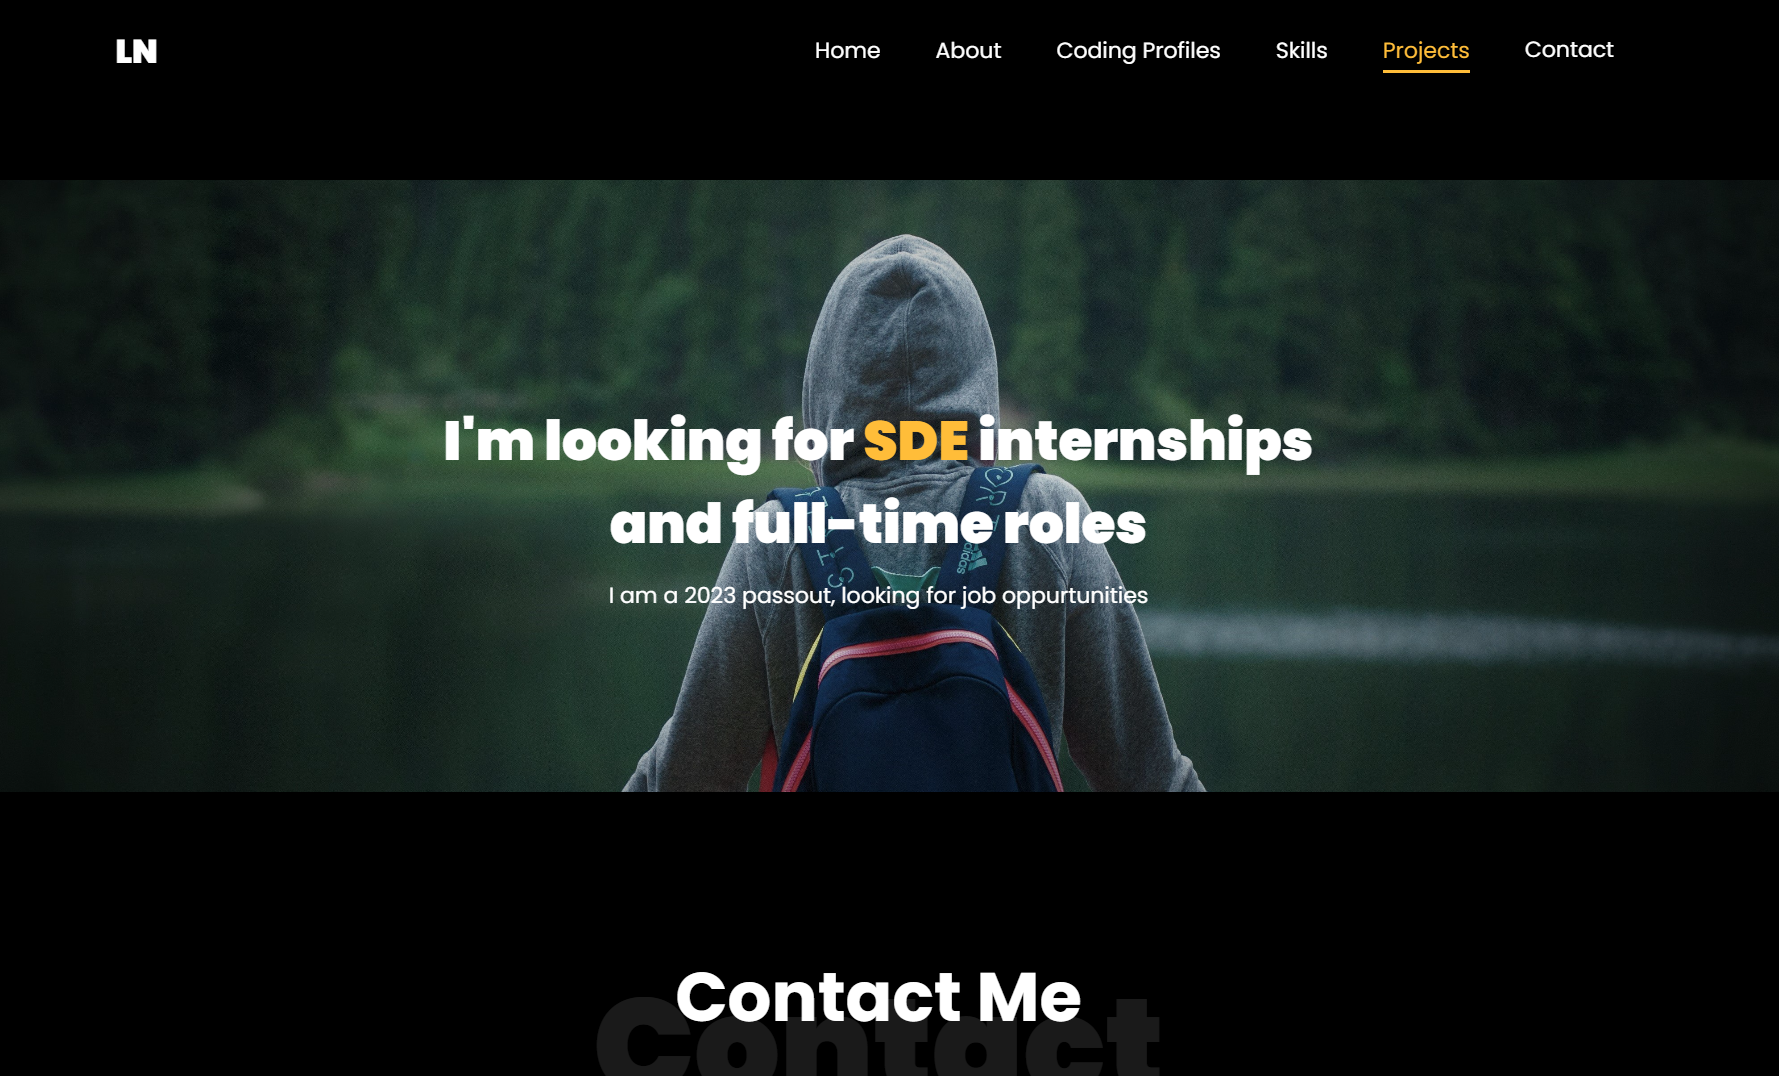 LN
Home About Coding Profiles Skills Projects Contact
I'm looking for SDE internships
and full-time roles
I am a 2023 passout, looking for job oppurtunities
adidas
Contact Me
Contact